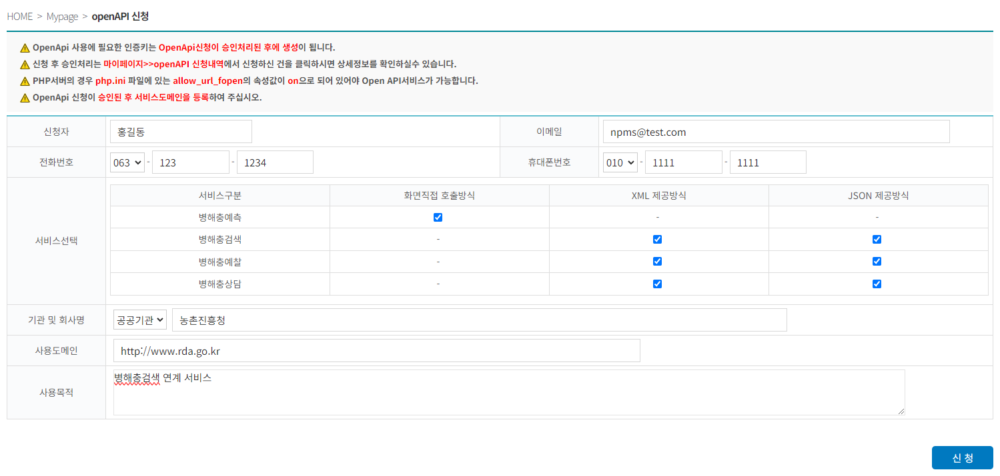 HOME > Mypage > openAPI 신청
OpenApi 사용에 필요한 인증키는 OpenApi신청이 승인처리된 후에 생성이 됩니다.
신청 후 승인처리는 마이페이지>>openAPI 신청내역에서 신청하신 건을 클릭하시면 상세정보를 확인하실수 있습니다.
PHP서버의 경우 php.ini 파일에 있는 allow_url_fopen의 속성값이 on으로 되어 있어야 Open API서비스가 가능합니다.
OpenApi 신청이 승인된 후 서비스도메인을 등록하여 주십시오.
신청자 홍길동 이메일 npms@test.com
전화번호 063 - 123 - 1234 휴대폰번호 010 - 1111 - 1111
서비스선택
서비스구분 화면직접 호출방식 XML 제공방식 JSON 제공방식
병해충예측 - -
병해충검색 -
병해충예찰 -
병해충상담 -
기관 및 회사명 공공기관 농촌진흥청
사용도메인 http://www.rda.go.kr
사용목적 병해충검색 연계 서비스
신 청